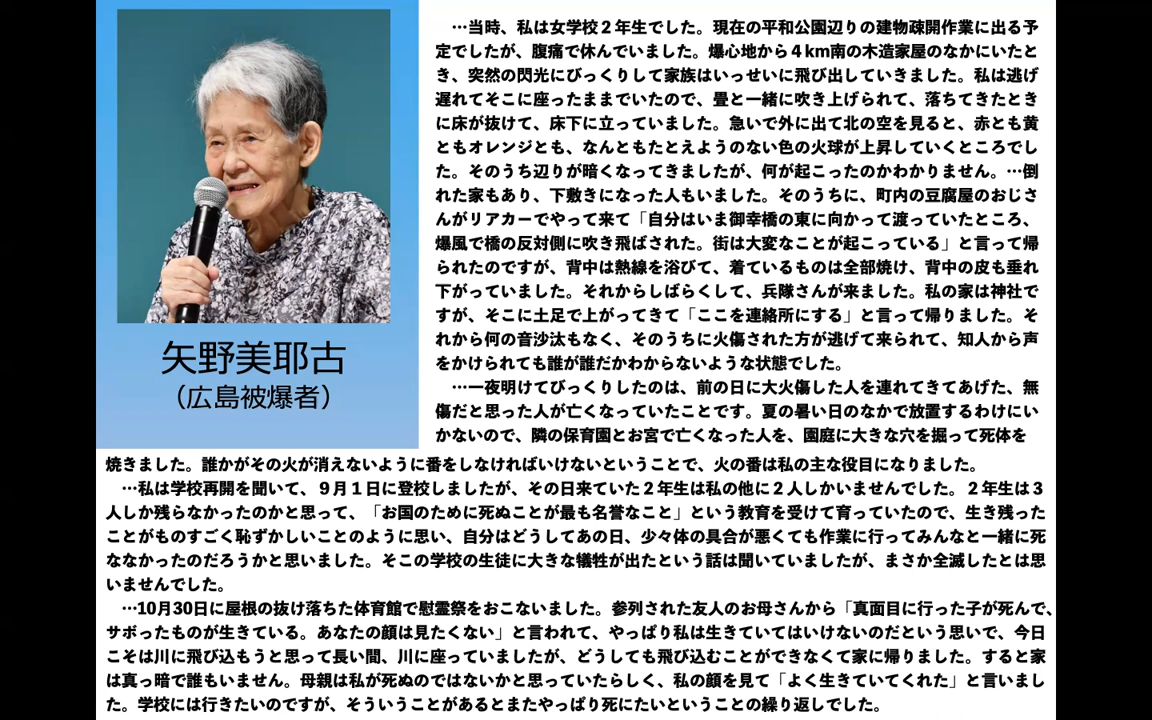 …当時、私は女学校２年生でした。現在の平和公園辺りの建物疎開作業に出る予
定でしたが、腹痛で休んでいました。爆心地から４km南の木造家屋のなかにいたと
き、突然の閃光にびっくりして家族はいっせいに飛び出していきました。私は逃げ
遅れてそこに座ったままでいたので、畳と一緒に吹き上げられて、落ちてきたとき
に床が抜けて、床下に立っていました。急いで外に出て北の空を見ると、赤とも黄
ともオレンジとも、なんともたとえようのない色の火球が上昇していくところでし
た。そのうち辺りが暗くなってきましたが、何が起こったのかわかりません。…倒
れた家もあり、下敷きになった人もいました。そのうちに、町内の豆腐屋のおじさ
んがリアカーでやって来て「自分はいま御幸橋の東に向かって渡っていたところ、
爆風で橋の反対側に吹き飛ばされた。街は大変なことが起こっている」と言って帰
られたのですが、背中は熱線を浴びて、着ているものは全部焼け、背中の皮も垂れ
下がっていました。それからしばらくして、兵隊さんが来ました。私の家は神社で
すが、そこに土足で上がってきて「ここを連絡所にする」と言って帰りました。そ
れから何の音沙汰もなく、そのうちに火傷された方が逃げて来られて、知人から声
をかけられても誰が誰だかわからないような状態でした。
…一夜明けてびっくりしたのは、前の日に大火傷した人を連れてきてあげた、無
傷だと思った人が亡くなっていたことです。夏の暑い日のなかで放置するわけにい
かないので、隣の保育園とお宮で亡くなった人を、園庭に大きな穴を掘って死体を
焼きました。誰かがその火が消えないように番をしなければいけないということで、火の番は私の主な役目になりました。
…私は学校再開を聞いて、９月１日に登校しましたが、その日来ていた２年生は私の他に２人しかいませんでした。２年生は３
人しか残らなかったのかと思って、「お国のために死ぬことが最も名誉なこと」という教育を受けて育っていたので、生き残った
ことがものすごく恥ずかしいことのように思い、自分はどうしてあの日、少々体の具合が悪くても作業に行ってみんなと一緒に死
ななかったのだろうかと思いました。そこの学校の生徒に大きな犠牲が出たという話は聞いていましたが、まさか全滅したとは思
いませんでした。
…10月30日に屋根の抜け落ちた体育館で慰霊祭をおこないました。参列された友人のお母さんから「真面目に行った子が死んで、
サボったものが生きている。あなたの顔は見たくない」と言われて、やっぱり私は生きていてはいけないのだという思いで、今日
こそは川に飛び込もうと思って長い間、川に座っていましたが、どうしても飛び込むことができなくて家に帰りました。すると家
は真っ暗で誰もいません。母親は私が死ぬのではないかと思っていたらしく、私の顔を見て「よく生きていてくれた」と言いまし
た。学校には行きたいのですが、そういうことがあるとまたやっぱり死にたいということの繰り返しでした。
矢野美耶古
（広島被爆者）